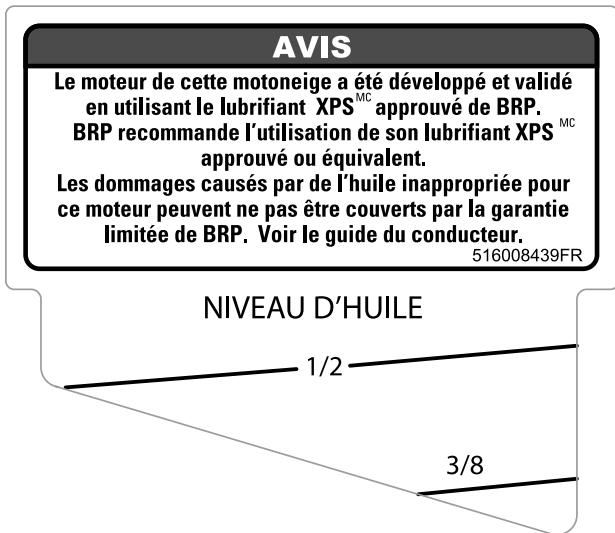 AVIS
Le moteur de cette motoneige a été développé et validé
en utilisant le lubrifiant XPS MC approuvé de BRP.
BRP recommande l'utilisation de son lubrifiant XPS MC
approuvé ou équivalent.
Les dommages causés par de l'huile inappropriée pour
ce moteur peuvent ne pas être couverts par la garantie
limitée de BRP. Voir le guide du conducteur.
516008439FR
NIVEAU D'HUILE
1/2
3/8